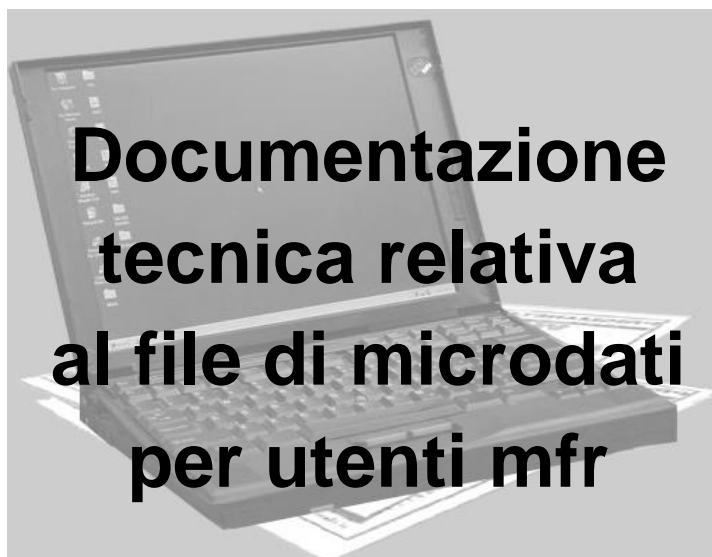 Documentazione
tecnica relativa
al file di microdati
per utenti mfr